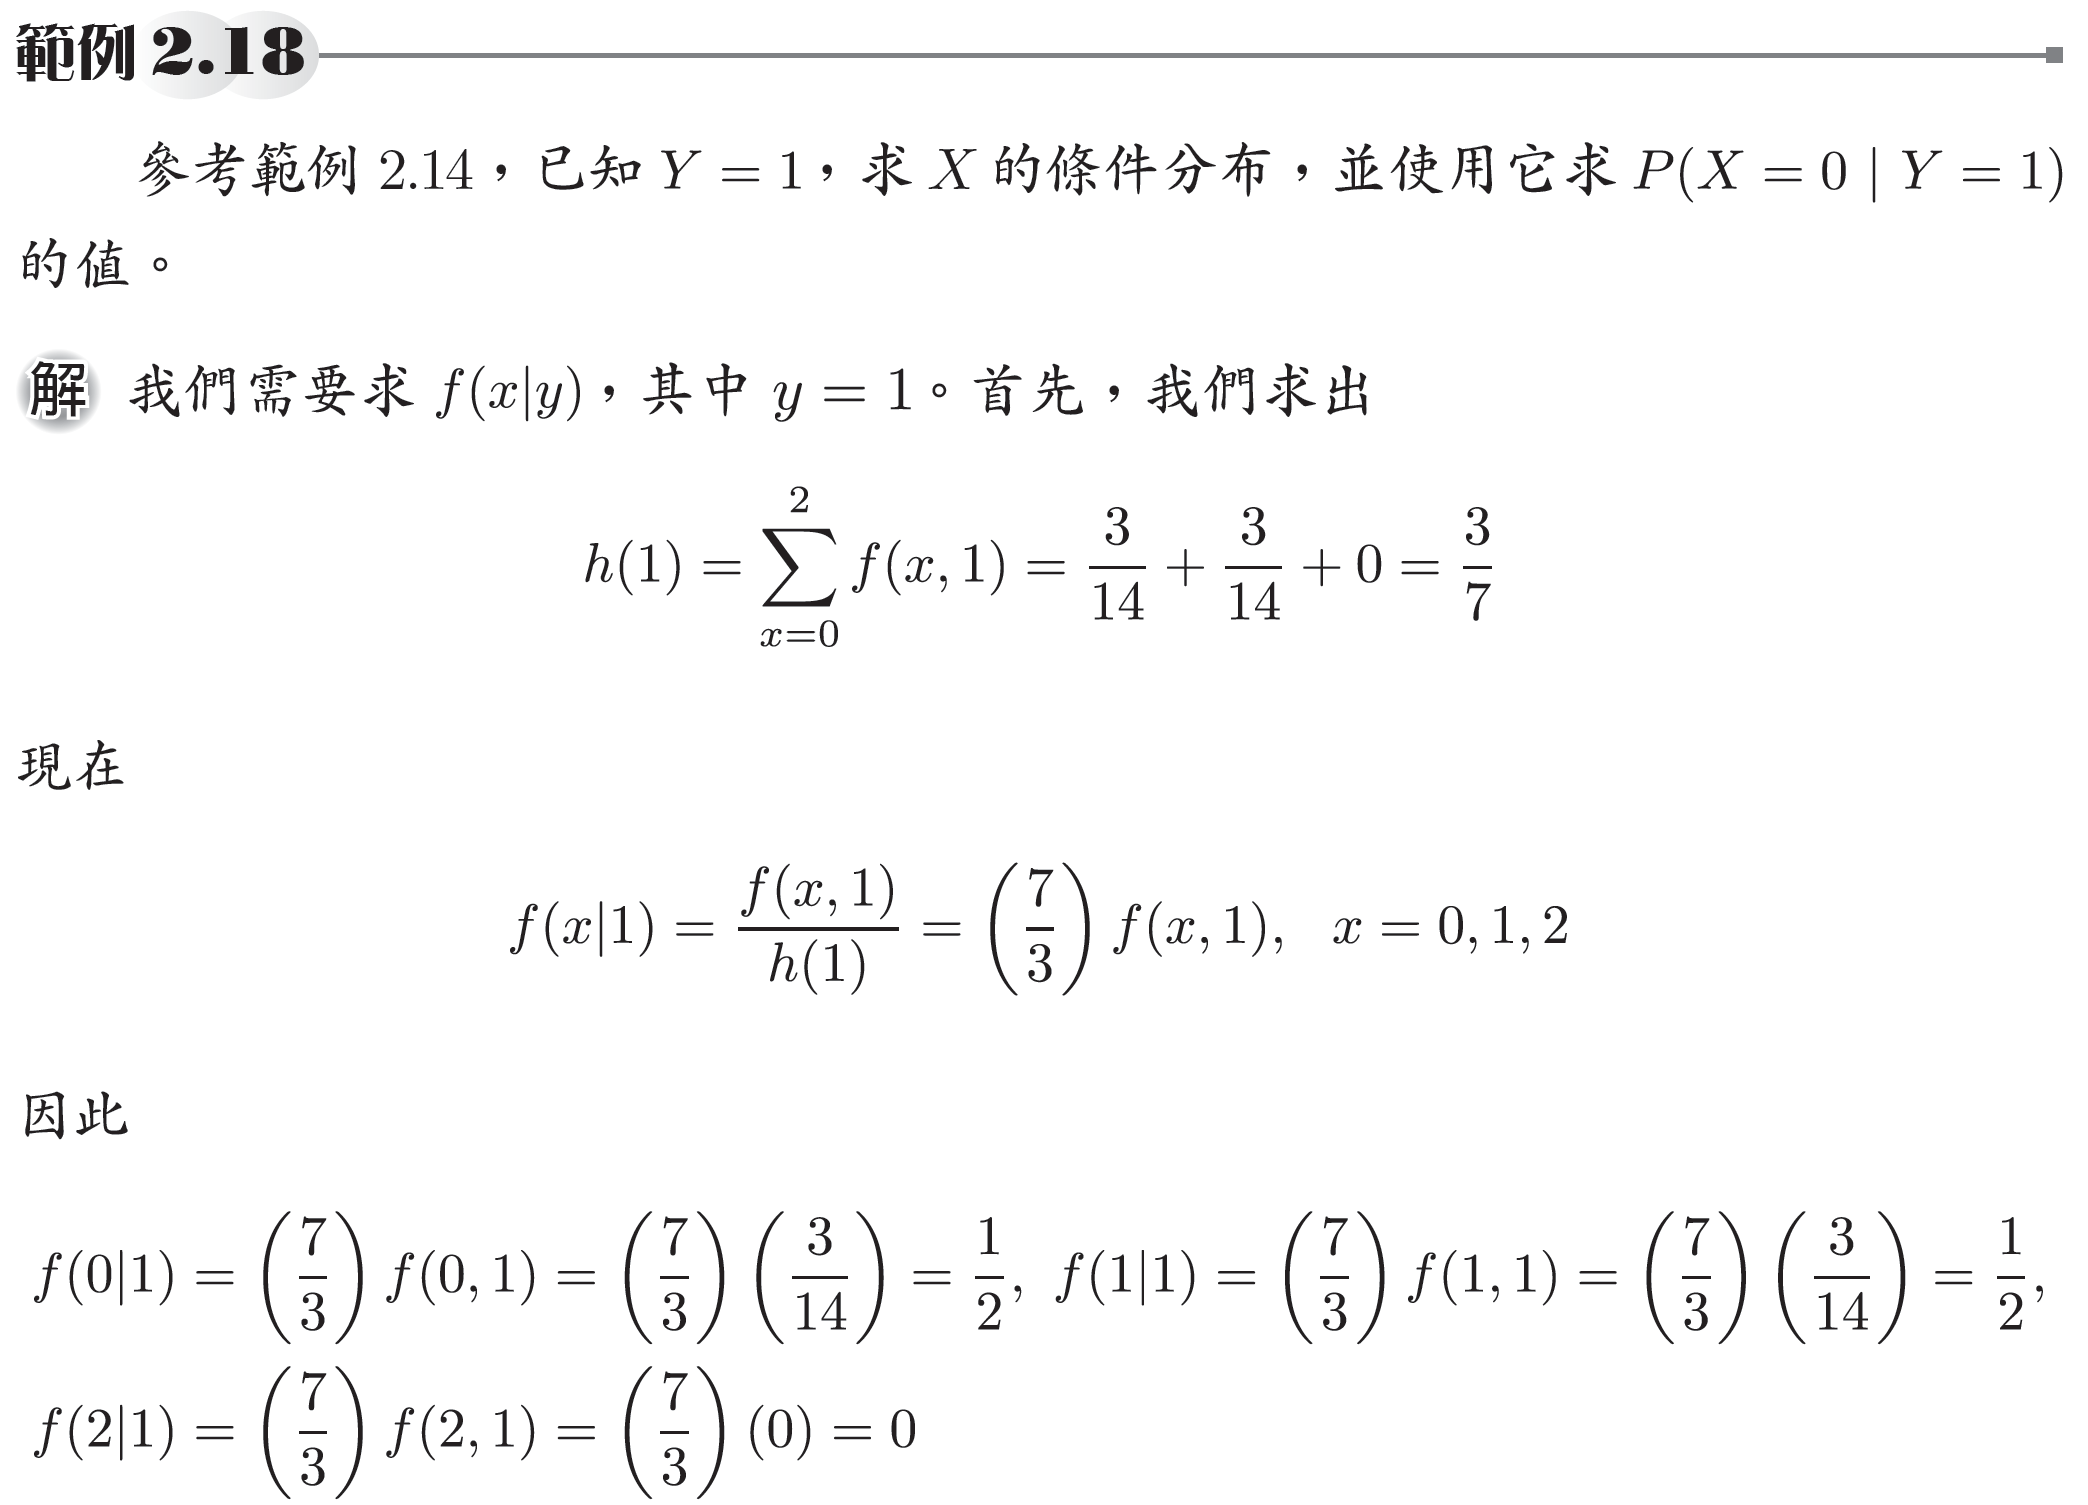 範例 2.18
參考範例 2.14，已知 Y = 1，求 X 的條件分布，並使用它求 P(X = 0 | Y = 1)
的值。
解 我們需要求 f(x|y)，其中 y = 1。首先，我們求出
h(1) = \sum_{x=0}^{2} f(x, 1) = \frac{3}{14} + \frac{3}{14} + 0 = \frac{3}{7}
現在
f(x|1) = \frac{f(x, 1)}{h(1)} = \left(\frac{7}{3}\right) f(x, 1), x = 0, 1, 2
因此
f(0|1) = \left(\frac{7}{3}\right) f(0, 1) = \left(\frac{7}{3}\right) \left(\frac{3}{14}\right) = \frac{1}{2}, f(1|1) = \left(\frac{7}{3}\right) f(1, 1) = \left(\frac{7}{3}\right) \left(\frac{3}{14}\right) = \frac{1}{2},
f(2|1) = \left(\frac{7}{3}\right) f(2, 1) = \left(\frac{7}{3}\right) (0) = 0